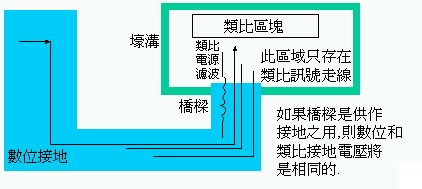 類比區塊
壕溝
類比
電源
濾波
此區域只存在
類比訊號走線
橋樑
如果橋樑是供作
接地之用,則數位和
類比接地電壓將
是相同的.
數位接地